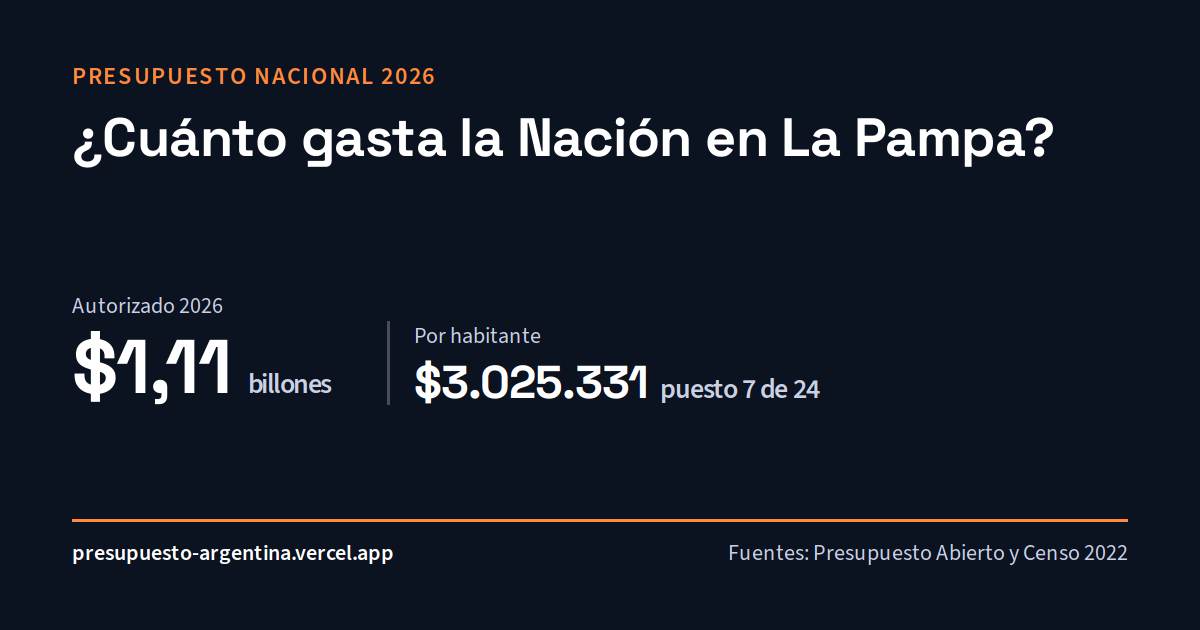 PRESUPUESTO NACIONAL 2026
¿Cuánto gasta la Nación en La Pampa?
Autorizado 2026
$1,11 billones
Por habitante
$3.025.331 puesto 7 de 24
presupuesto-argentina.vercel.app
Fuentes: Presupuesto Abierto y Censo 2022